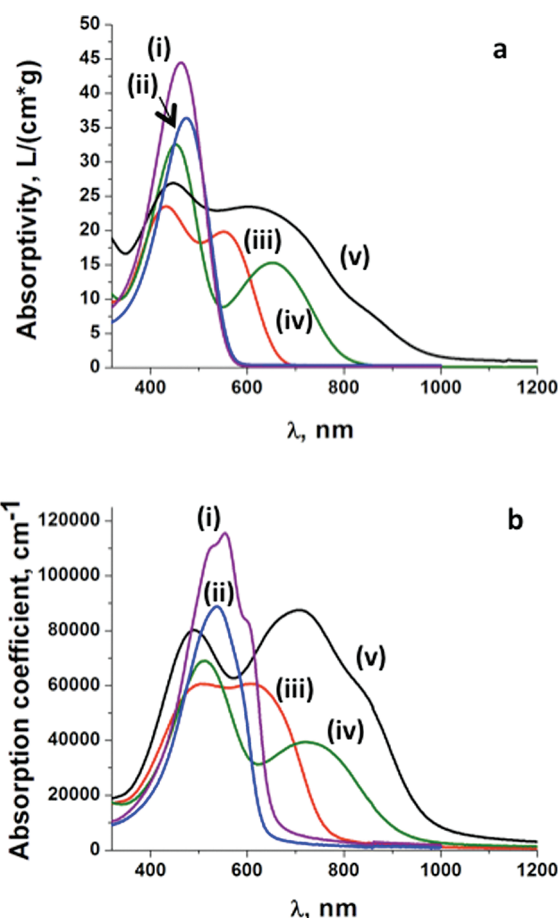 a
50
45
40
35
30
25
20
15
10
5
0
Absorptivity, L/(cm*g)
(i)
(ii)
(iii)
(iv)
(v)
400 600 800 1000 1200
λ, nm
b
120000
100000
80000
60000
40000
20000
0
Absorption coefficient, cm-1
(i)
(ii)
(iii)
(iv)
(v)
400 600 800 1000 1200
λ, nm